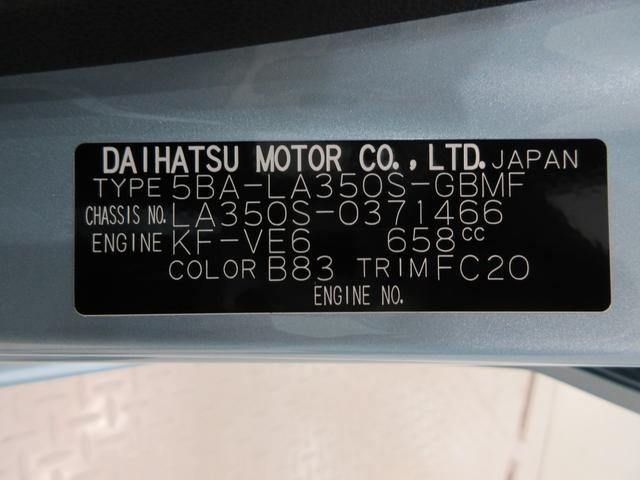 DAIHATSU MOTOR CO.,LTD. JAPAN
TYPE 5BA-LA350S-GBMF
CHASSIS NO. LA350S-0371466
ENGINE KF-VE6 658cc
COLOR B83 TRIM FC20
ENGINE NO.